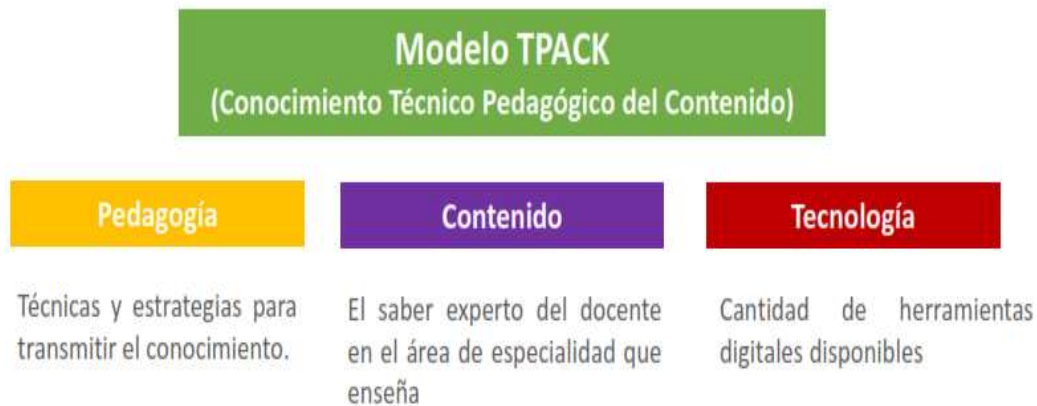 Modelo TPACK
(Conocimiento Técnico Pedagógico del Contenido)
Pedagogía
Técnicas y estrategias para
transmitir el conocimiento.
Contenido
El saber experto del docente
en el área de especialidad que
enseña
Tecnología
Cantidad de herramientas
digitales disponibles